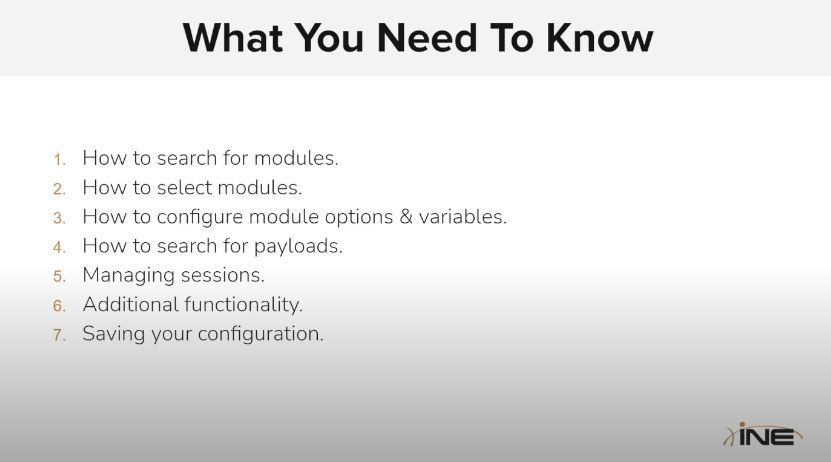 What You Need To Know
1. How to search for modules.
2. How to select modules.
3. How to configure module options & variables.
4. How to search for payloads.
5. Managing sessions.
6. Additional functionality.
7. Saving your configuration.
iNE